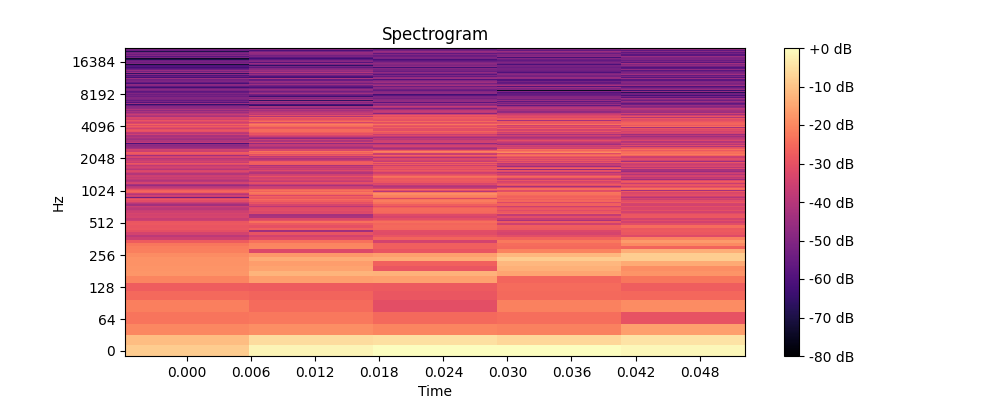 Spectrogram
Hz
16384
8192
4096
2048
1024
512
256
128
64
0
0.000 0.006 0.012 0.018 0.024 0.030 0.036 0.042 0.048
Time
+0 dB
-10 dB
-20 dB
-30 dB
-40 dB
-50 dB
-60 dB
-70 dB
-80 dB